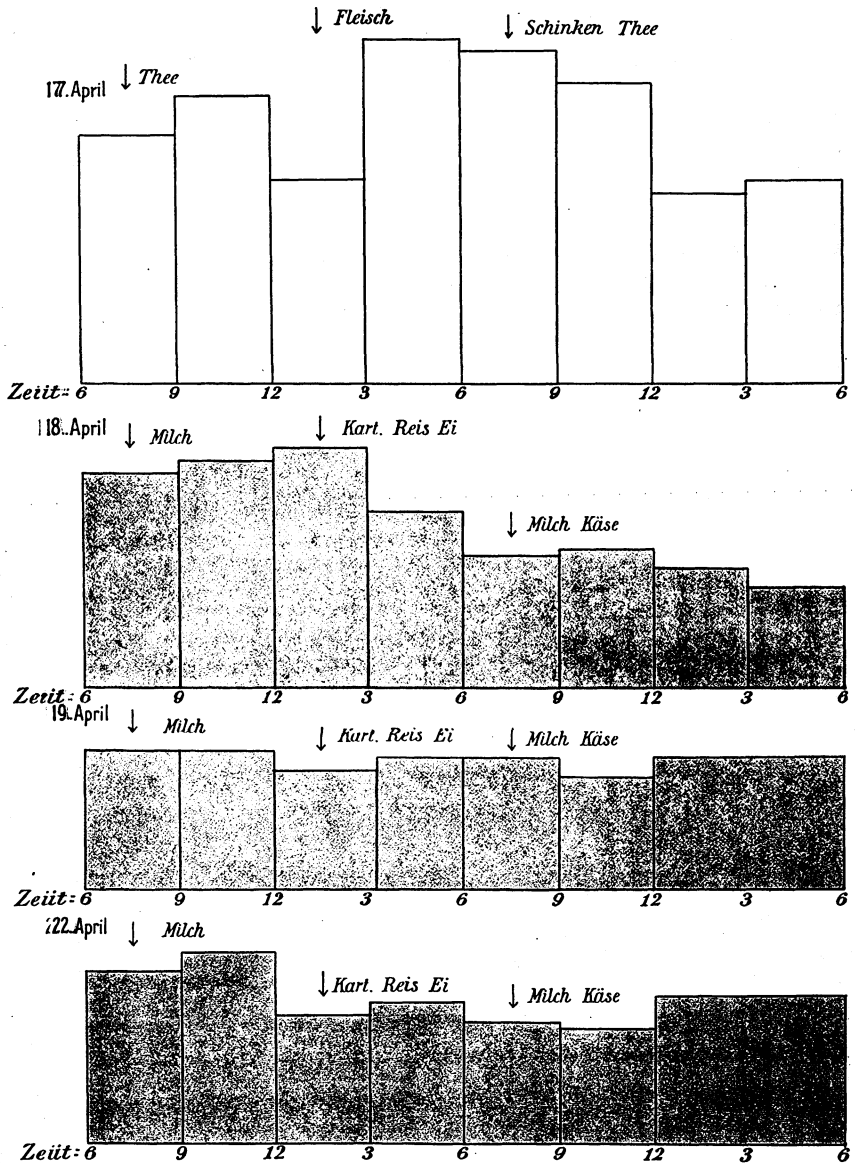 Fleisch
Schinken Thee
17. April Thee
Zeit: 6 9 12 3 6 9 12 3 6
18. April Milch Kart. Reis Ei
Milch Käse
Zeit: 6 9 12 3 6 9 12 3 6
19. April Milch Kart. Reis Ei Milch Käse
Zeit: 6 9 12 3 6 9 12 3 6
22. April Milch
Kart. Reis Ei Milch Käse
Zeit: 6 9 12 3 6 9 12 3 6